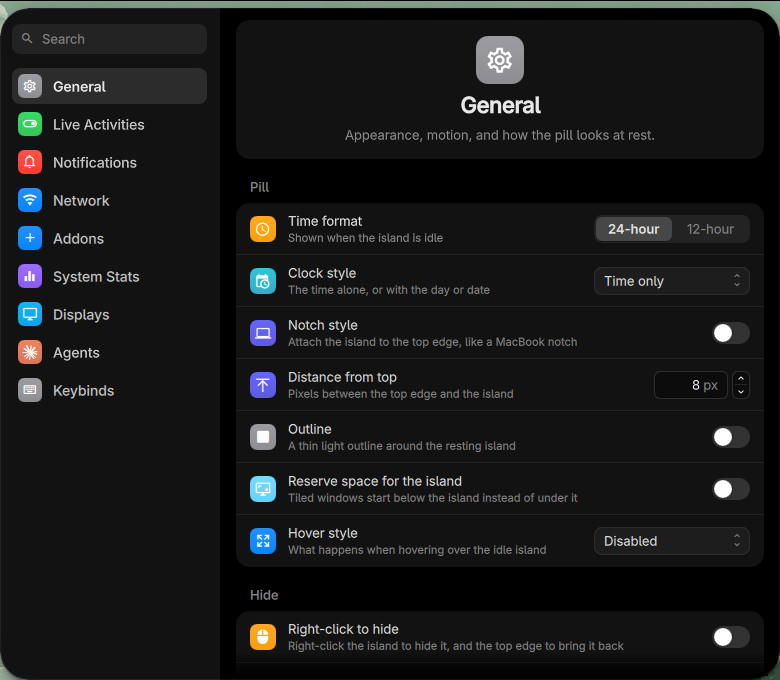 Search
General
Live Activities
Notifications
Network
Addons
System Stats
Displays
Agents
Keybinds
General
Appearance, motion, and how the pill looks at rest.
Pill
Time format
Shown when the island is idle
24-hour
12-hour
Clock style
The time alone, or with the day or date
Time only
Notch style
Attach the island to the top edge, like a MacBook notch
Distance from top
Pixels between the top edge and the island
8 px
Outline
A thin light outline around the resting island
Reserve space for the island
Tiled windows start below the island instead of under it
Hover style
What happens when hovering over the idle island
Disabled
Hide
Right-click to hide
Right-click the island to hide it, and the top edge to bring it back